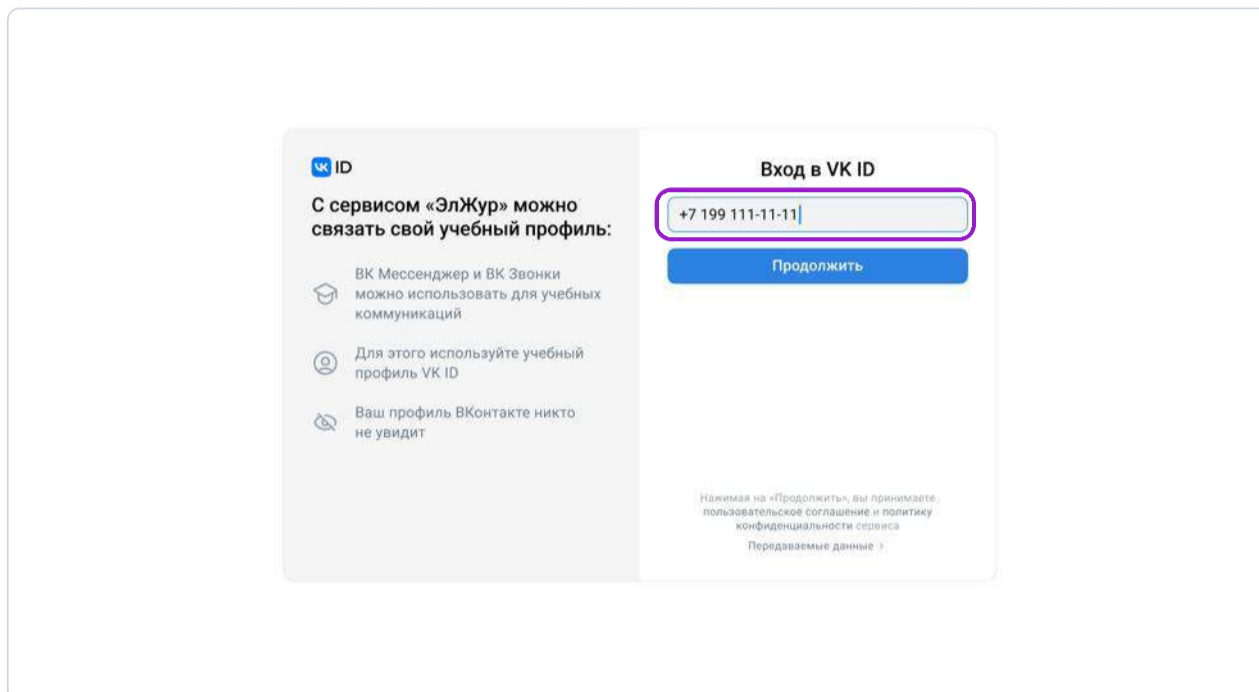 VK ID
С сервисом «ЭлЖур» можно
связать свой учебный профиль:
ВК Мессенджер и ВК Звонки
можно использовать для учебных
коммуникаций
Для этого используйте учебный
профиль VK ID
Ваш профиль ВКонтакте никто
не увидит
Вход в VK ID
+7 199 111-11-11
Продолжить
Нажимая на «Продолжить», вы принимаете
пользовательское соглашение и политику
конфиденциальности сервиса
Передаваемые данные >